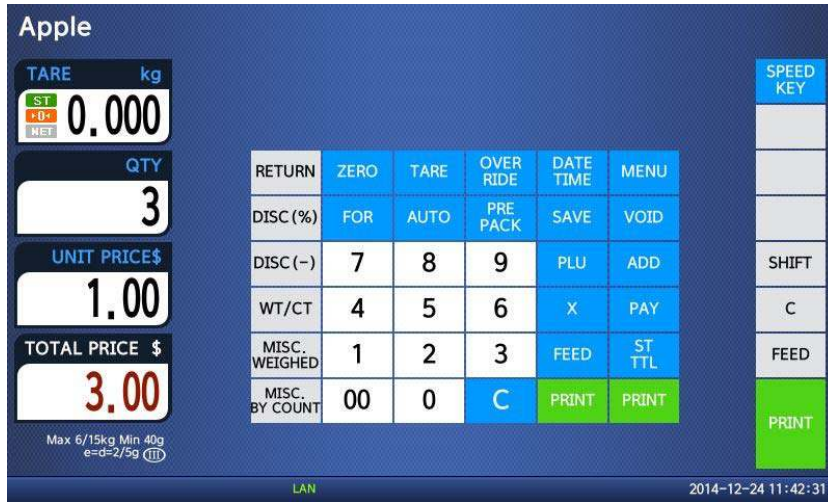 Apple
TARE kg
ST
0
NET
0.000
QTY
3
UNIT PRICE$
1.00
TOTAL PRICE $
3.00
Max 6/15kg Min 40g
e=d=2/5g III
RETURN ZERO TARE OVER RIDE DATE TIME MENU
DISC(%) FOR AUTO PRE PACK SAVE VOID
DISC(-) 7 8 9 PLU ADD
WT/CT 4 5 6 X PAY
MISC. WEIGHED 1 2 3 FEED ST TTL
MISC. BY COUNT 00 0 C PRINT PRINT
SPEED
KEY
SHIFT
C
FEED
PRINT
LAN
2014-12-24 11:42:31